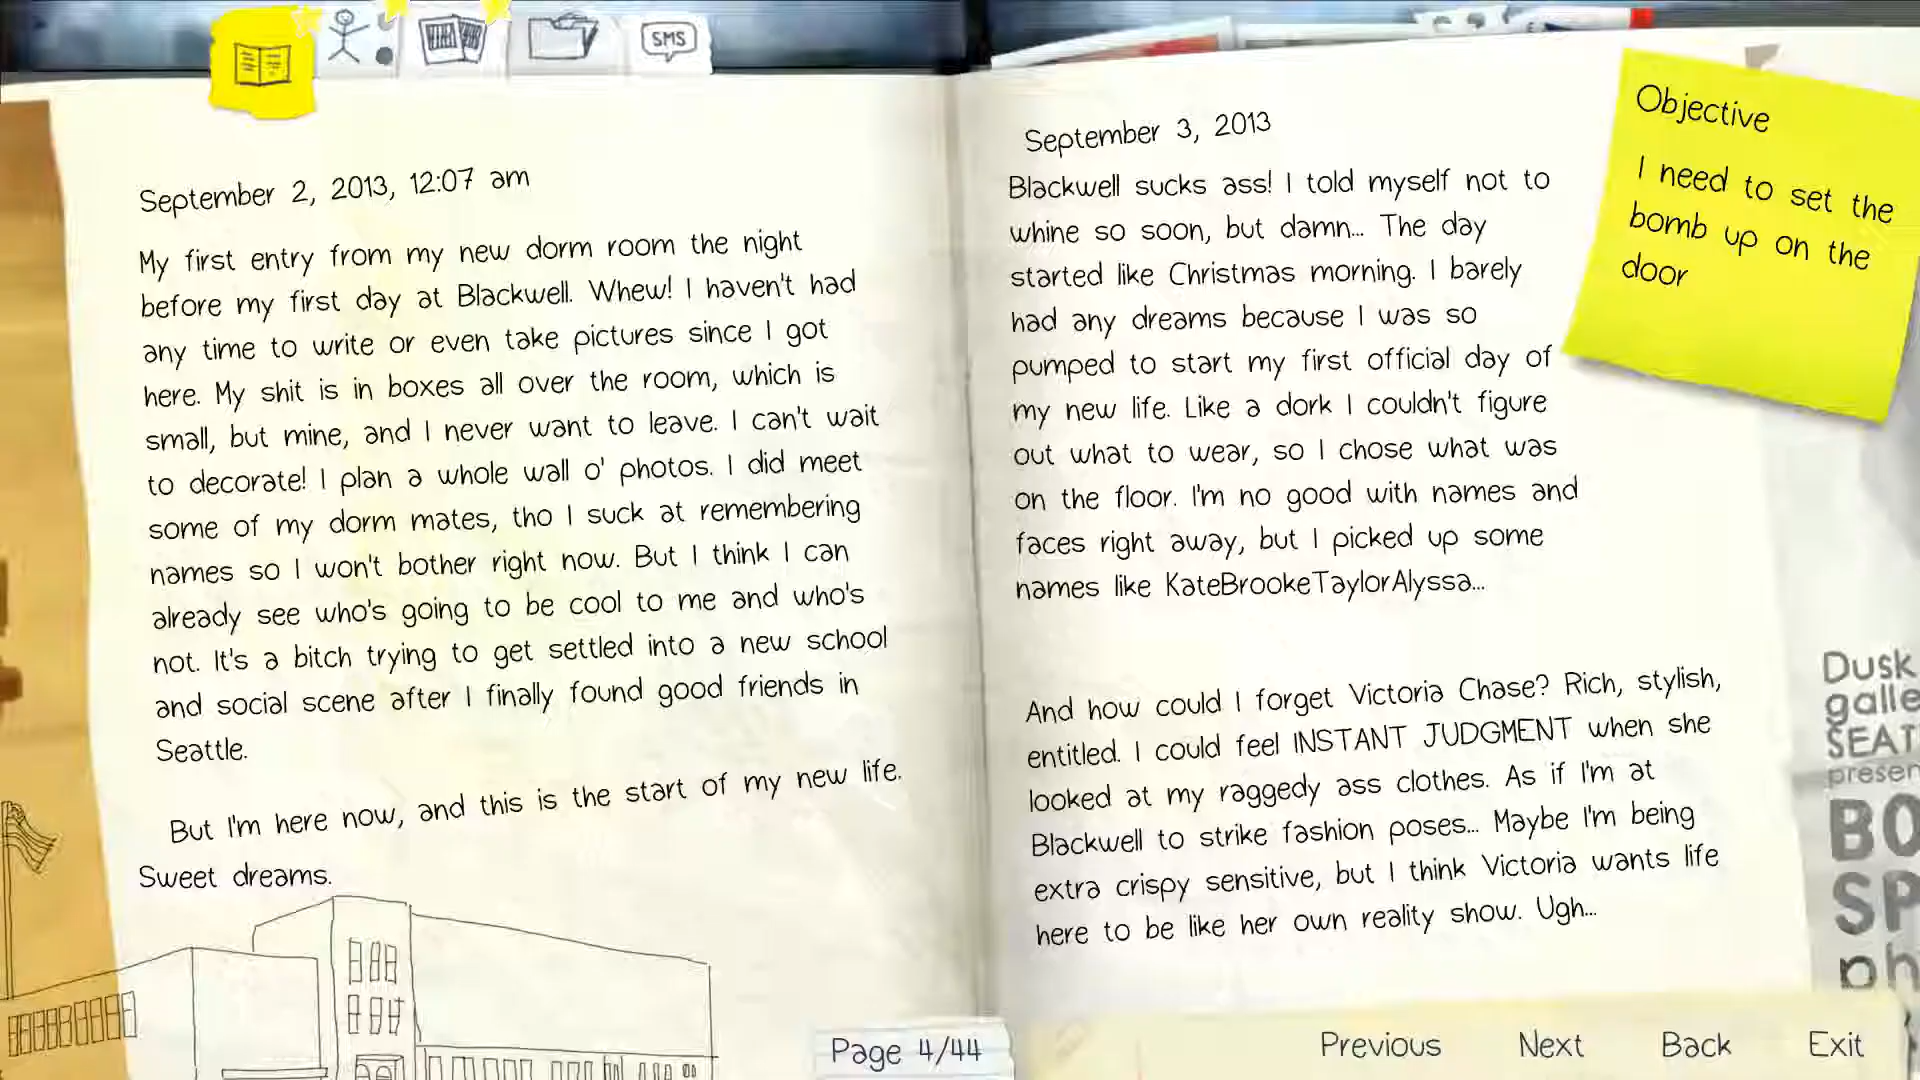 SMS
September 2, 2013, 12:07 am
My first entry from my new dorm room the night
before my first day at Blackwell. Whew! I haven't had
any time to write or even take pictures since I got
here. My shit is in boxes all over the room, which is
small, but mine, and I never want to leave. I can't wait
to decorate! I plan a whole wall o' photos. I did meet
some of my dorm mates, tho I suck at remembering
names so I won't bother right now. But I think I can
already see who's going to be cool to me and who's
not. It's a bitch trying to get settled into a new school
and social scene after I finally found good friends in
Seattle.
But I'm here now, and this is the start of my new life.
Sweet dreams.
September 3, 2013
Blackwell sucks ass! I told myself not to
whine so soon, but damn... The day
started like Christmas morning. I barely
had any dreams because I was so
pumped to start my first official day of
my new life. Like a dork I couldn't figure
out what to wear, so I chose what was
on the floor. I'm no good with names and
faces right away, but I picked up some
names like KateBrookeTaylorAlyssa...
And how could I forget Victoria Chase? Rich, stylish,
entitled. I could feel INSTANT JUDGMENT when she
looked at my raggedy ass clothes. As if I'm at
Blackwell to strike fashion poses... Maybe I'm being
extra crispy sensitive, but I think Victoria wants life
here to be like her own reality show. Ugh...
Objective
I need to set the
bomb up on the
door
Dusk
galle
SEAT
presen
BO
SP
ph
Page 4/44
Previous Next Back Exit